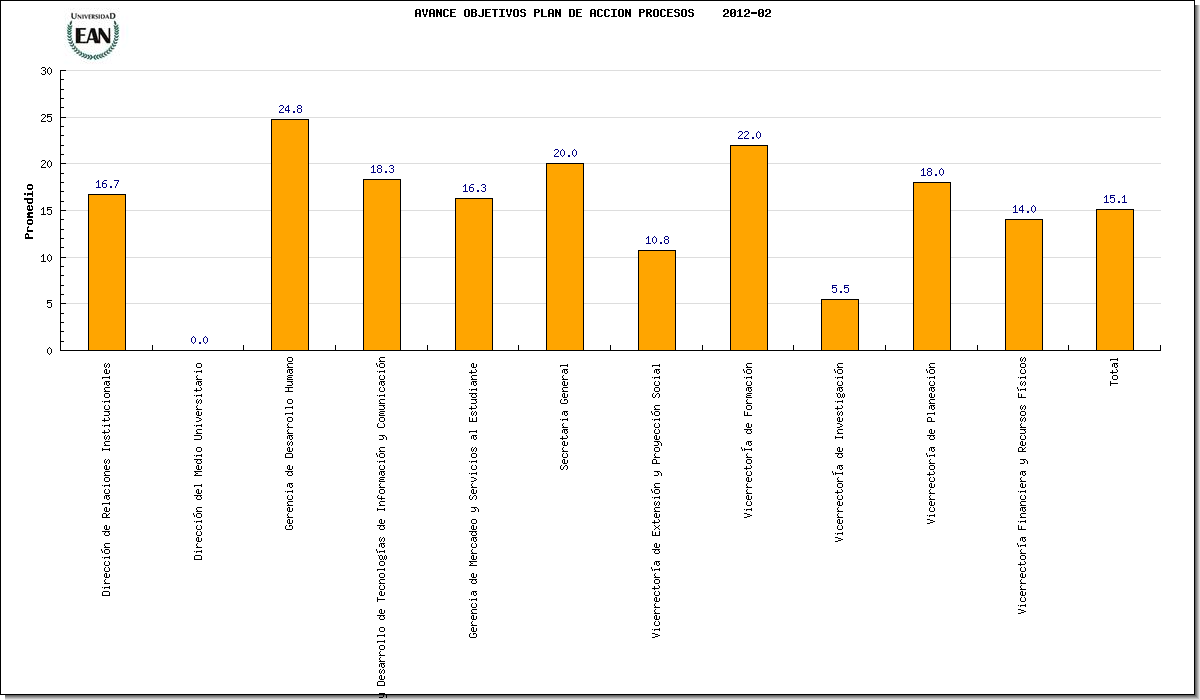 AVANCE OBJETIVOS PLAN DE ACCION PROCESOS 2012-02
UNIVERSIDAD
EAN
Promedio
30
25
20
15
10
5
0
16.7
0.0
24.8
18.3
16.3
20.0
10.8
22.0
5.5
18.0
14.0
15.1
Dirección de Relaciones Institucionales
Dirección del Medio Universitario
Gerencia de Desarrollo Humano
y Desarrollo de Tecnologías de Información y Comunicación
Gerencia de Mercadeo y Servicios al Estudiante
Secretaria General
Vicerrectoría de Extensión y Proyección Social
Vicerrectoría de Formación
Vicerrectoría de Investigación
Vicerrectoría de Planeación
Vicerrectoría Financiera y Recursos Físicos
Total